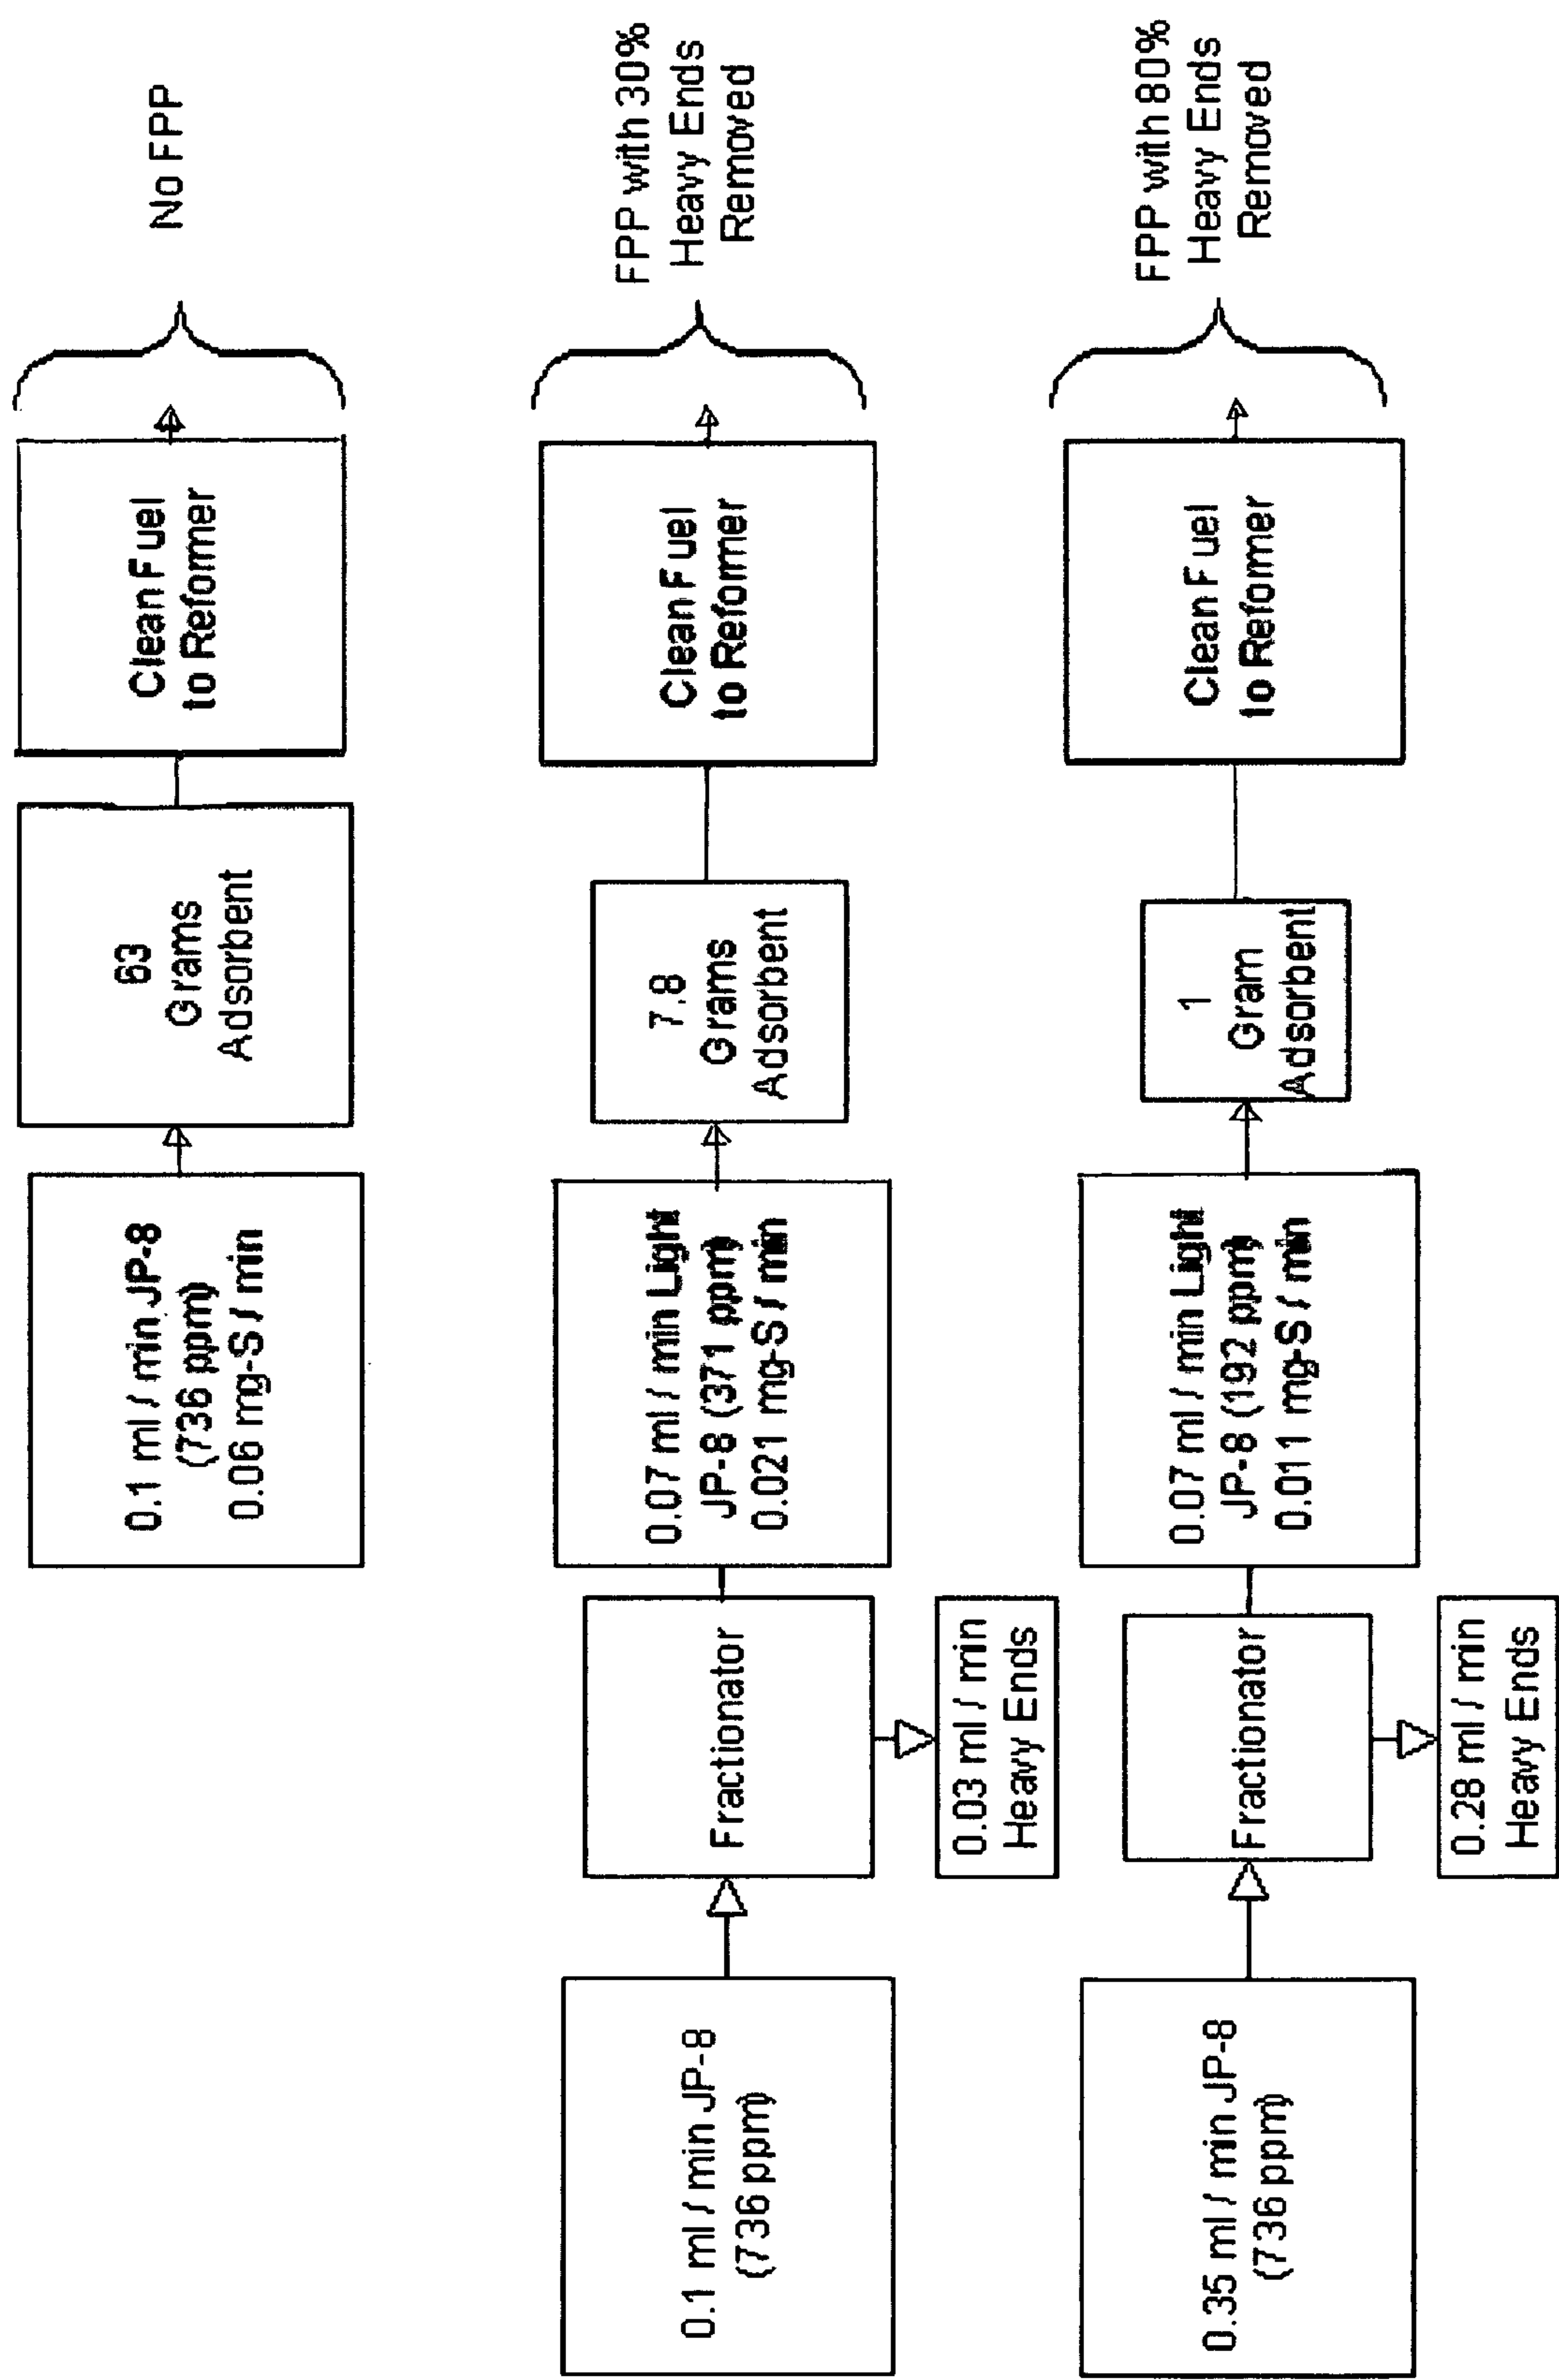 0.1 ml / min JP-8
(736 ppm)
0.06 mg-S / min
63
Grams
Adsorbent
Clean Fuel
to Reformer
No FPP
0.1 ml / min JP-8
(736 ppm)
Fractionator
0.03 ml / min
Heavy Ends
0.07 ml / min Light
JP-8 (371 ppm)
0.021 mg-S / min
7.8
Grams
Adsorbent
Clean Fuel
to Reformer
FPP with 30%
Heavy Ends
Removed
0.35 ml / min JP-8
(736 ppm)
Fractionator
0.28 ml / min
Heavy Ends
0.07 ml / min Light
JP-8 (192 ppm)
0.011 mg-S / min
1
Gram
Adsorbent
Clean Fuel
to Reformer
FPP with 80%
Heavy Ends
Removed